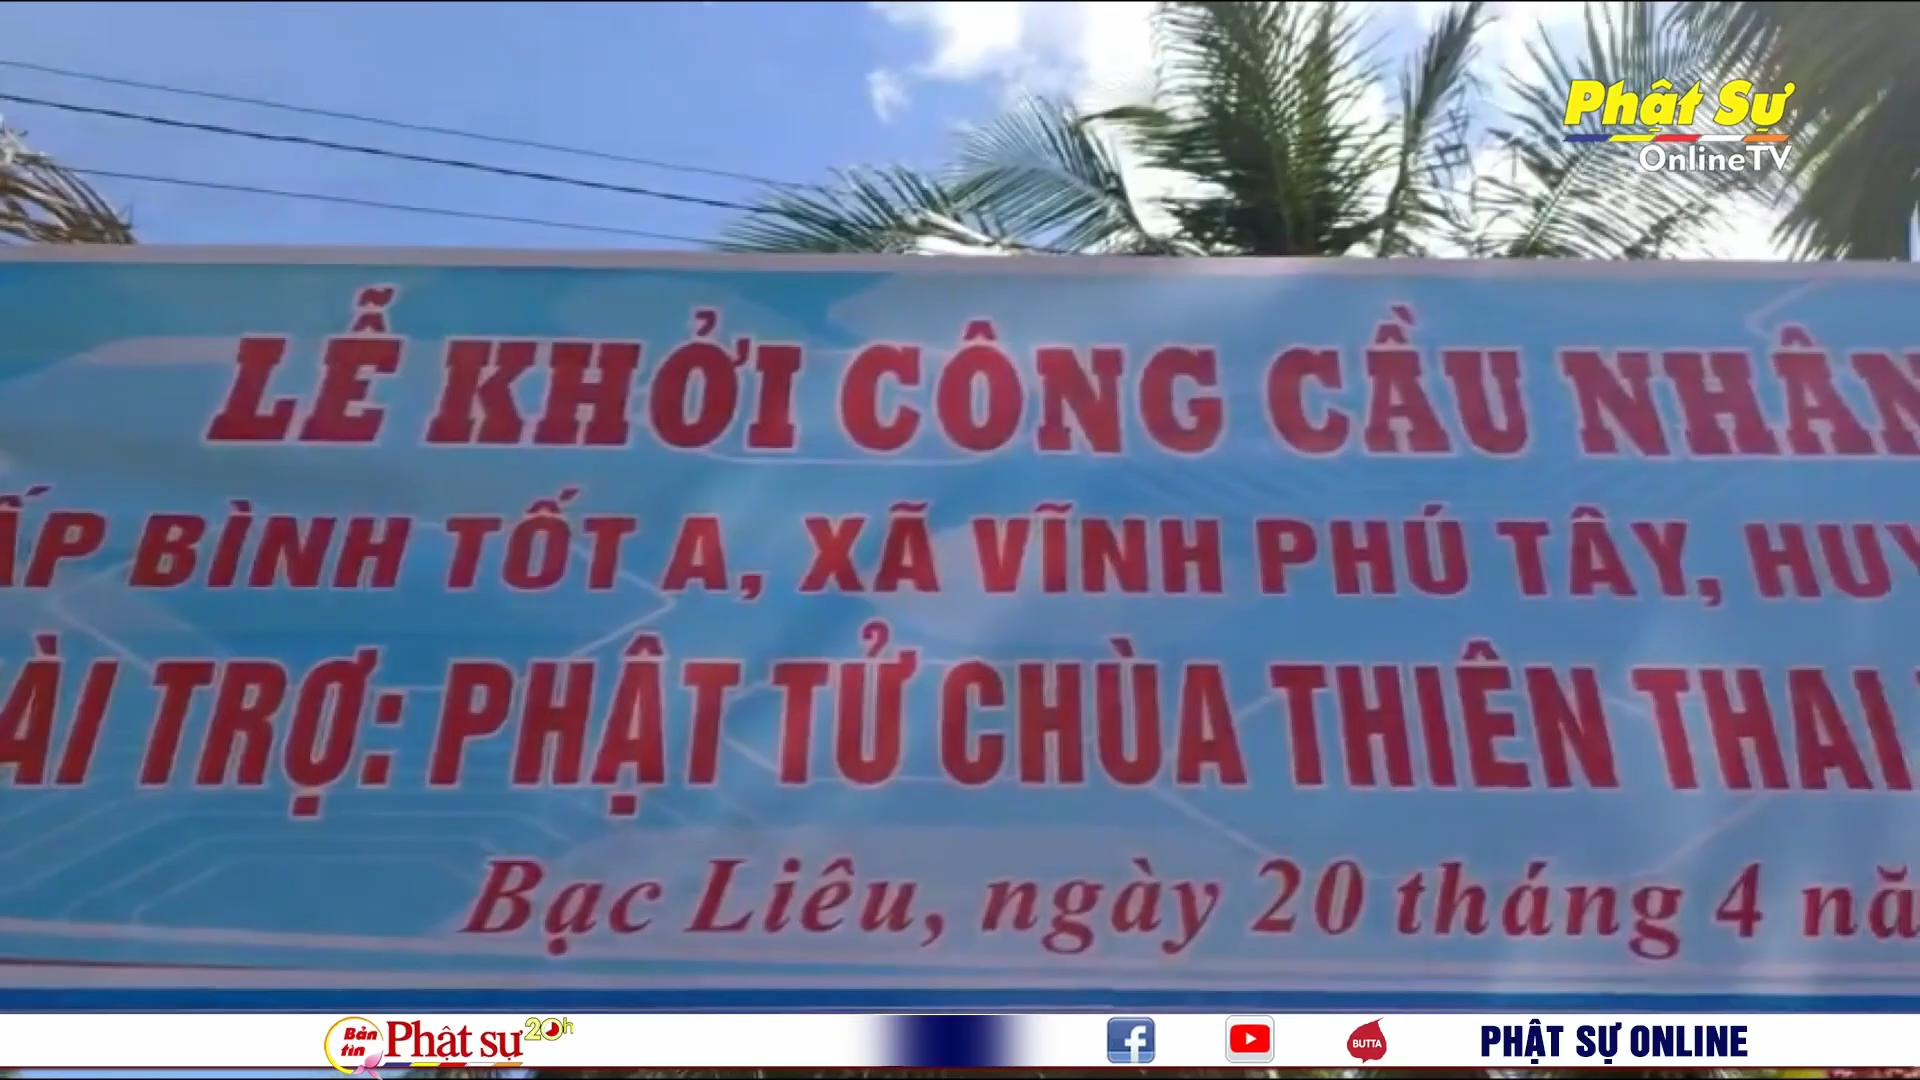 Phật Sự
OnlineTV
LỄ KHỞI CÔNG CẦU NHÂN
ẤP BÌNH TỐT A, XÃ VĨNH PHÚ TÂY, HUY
ÀI TRỢ: PHẬT TỬ CHÙA THIÊN THAI
Bạc Liêu, ngày 20 tháng 4 nă
Bản tin Phật sự 20h
BUTTA
PHẬT SỰ ONLINE